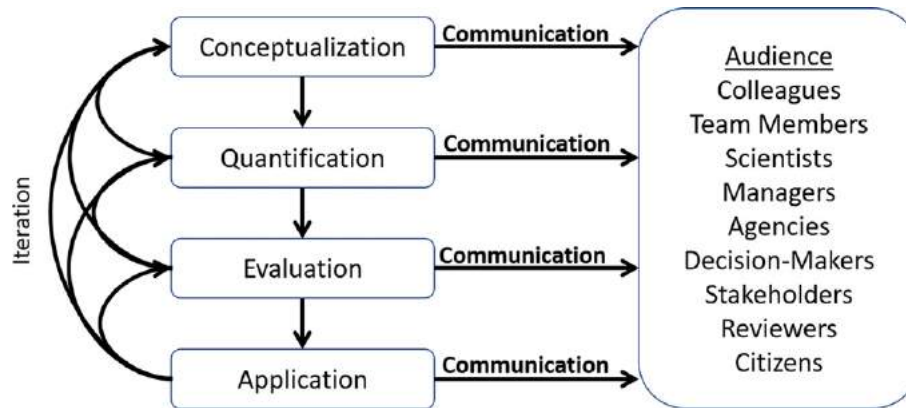 Conceptualization
Communication
Quantification
Communication
Evaluation
Communication
Application
Communication
Iteration
Audience
Colleagues
Team Members
Scientists
Managers
Agencies
Decision-Makers
Stakeholders
Reviewers
Citizens